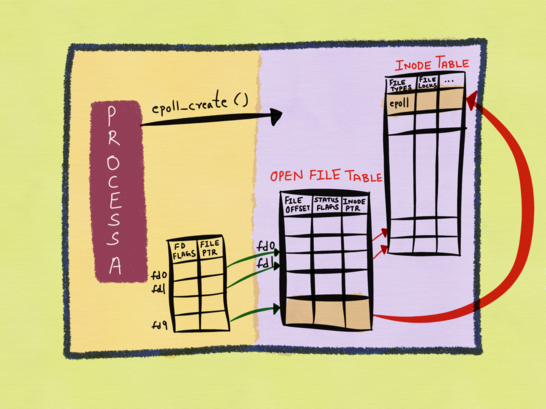 INODE TABLE
FILE TYPES
FILE LOCKS
...
epoll
epoll_create ()
PROCESS A
OPEN FILE TABLE
FILE OFFSET
STATUS FLAGS
INODE PTR
FD FLAGS
FILE PTR
fd0
fd1
fd0
fd1
fd9